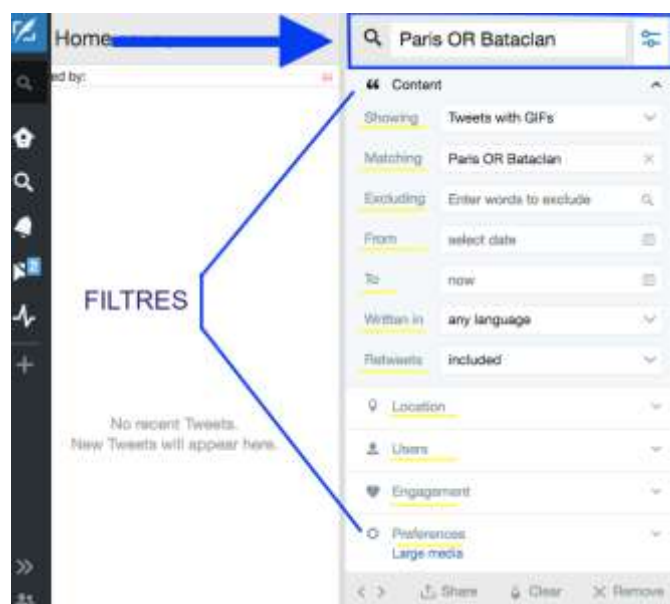 Home
ed by:
FILTRES
No recent Tweets.
New Tweets will appear here.
Paris OR Bataclan
Content
Showing Tweets with GIFs
Matching Paris OR Bataclan
Excluding Enter words to exclude
From select date
To now
Written in any language
Retweets included
Location
Users
Engagement
Preferences
Large media
Share Clear Remove